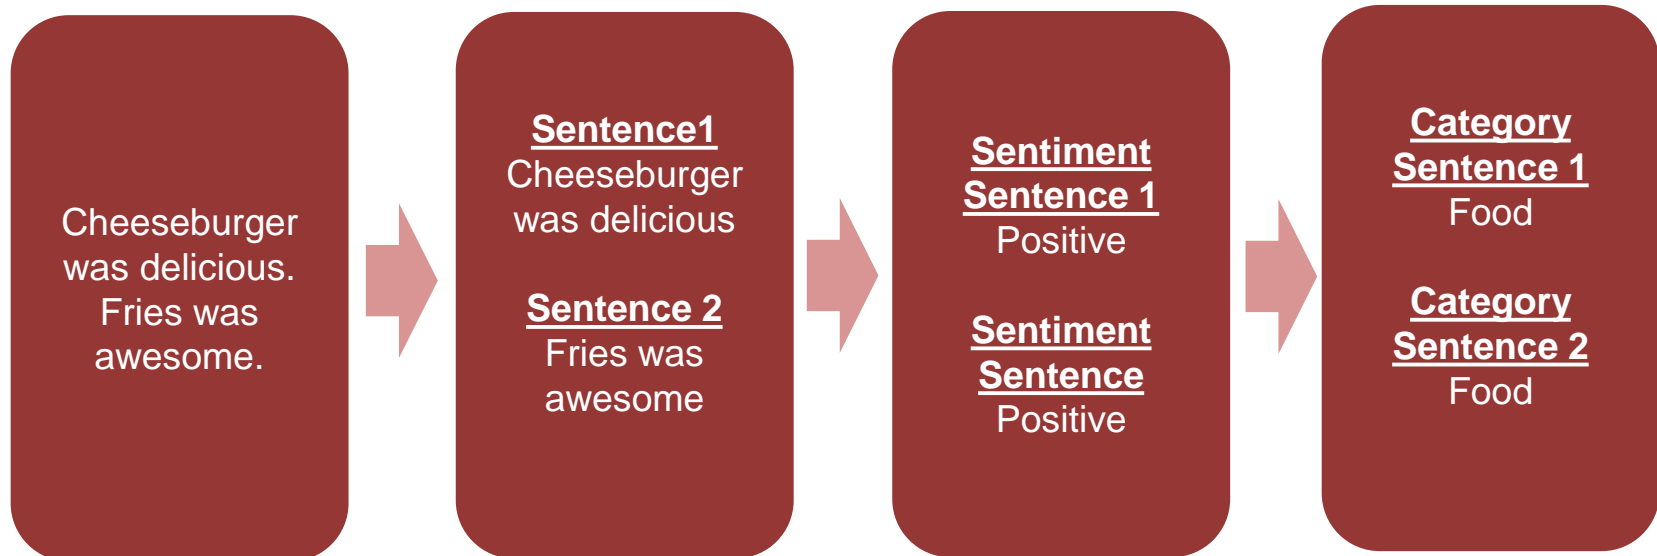 Cheeseburger
was delicious.
Fries was
awesome.
Sentence1
Cheeseburger
was delicious
Sentence 2
Fries was
awesome
Sentiment
Sentence 1
Positive
Sentiment
Sentence
Positive
Category
Sentence 1
Food
Category
Sentence 2
Food